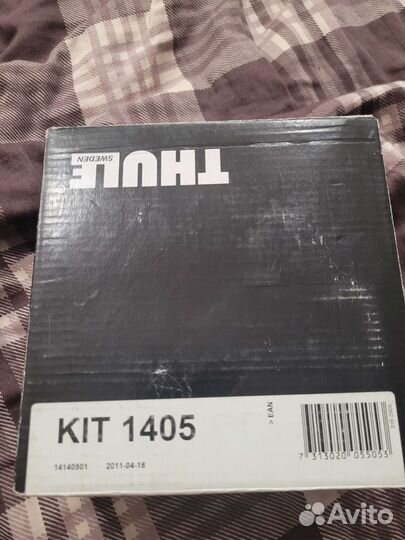 THULE
SWEDEN
> EAN
KIT 1405
14140501 2011-04-18
7 313020 055053
Avito